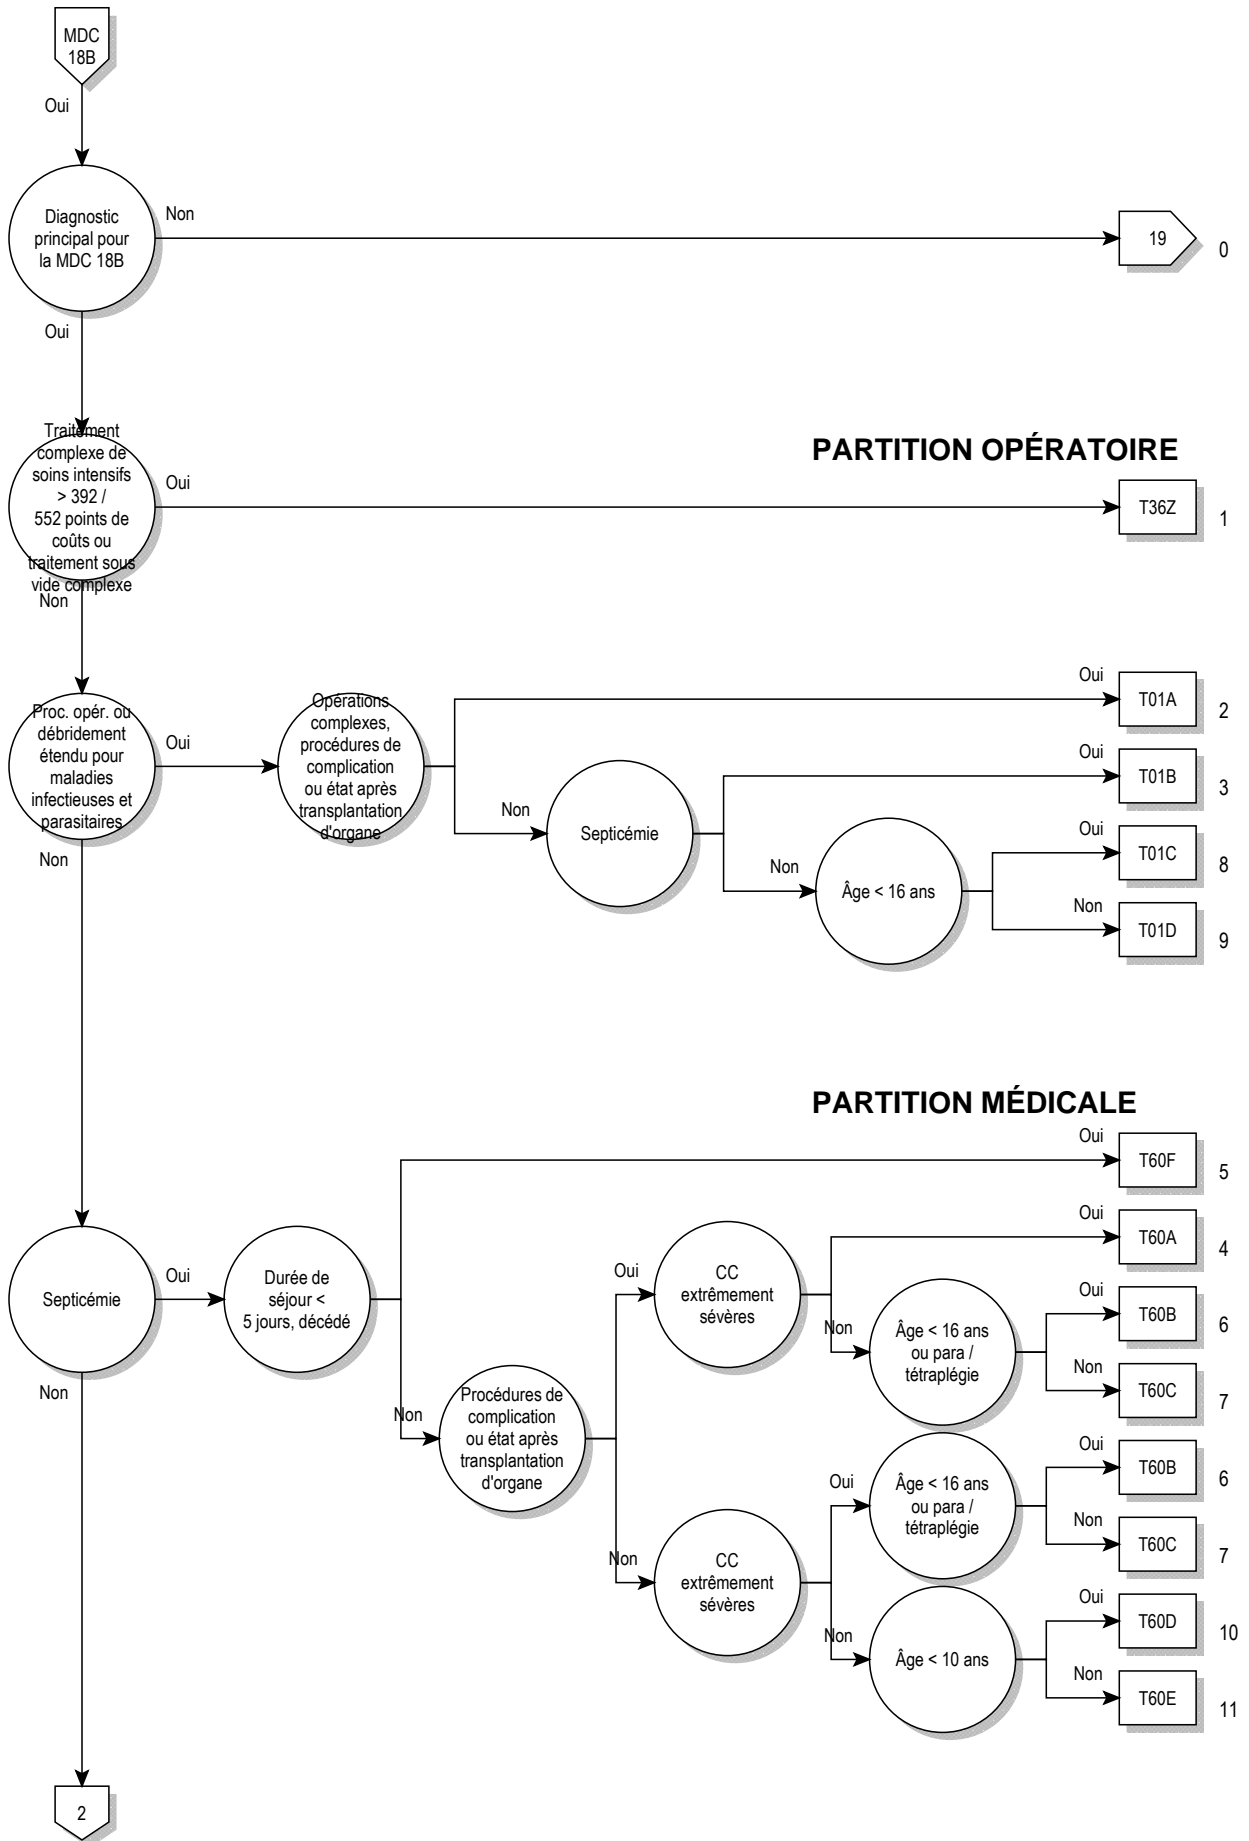 MDC
18B
Oui
Diagnostic
principal pour
la MDC 18B
Non
19
0
Oui
PARTITION OPÉRATOIRE
Traitement
complexe de
soins intensifs
> 392 /
552 points de
coûts ou
traitement sous
vide complexe
Oui
T36Z
1
Non
Proc. opér. ou
débridement
étendu pour
maladies
infectieuses et
parasitaires
Oui
Opérations
complexes,
procédures de
complication
ou état après
transplantation
d'organe
Oui
T01A
2
Non
Septicémie
Oui
T01B
3
Non
Âge < 16 ans
Oui
T01C
8
Non
T01D
9
Non
PARTITION MÉDICALE
Septicémie
Oui
Durée de
séjour <
5 jours, décédé
Oui
T60F
5
Non
Procédures de
complication
ou état après
transplantation
d'organe
Oui
CC
extrêmement
sévères
Oui
T60A
4
Non
Âge < 16 ans
ou para /
tétraplégie
Oui
T60B
6
Non
T60C
7
Non
CC
extrêmement
sévères
Oui
Âge < 16 ans
ou para /
tétraplégie
Oui
T60B
6
Non
T60C
7
Non
Âge < 10 ans
Oui
T60D
10
Non
T60E
11
Non
2